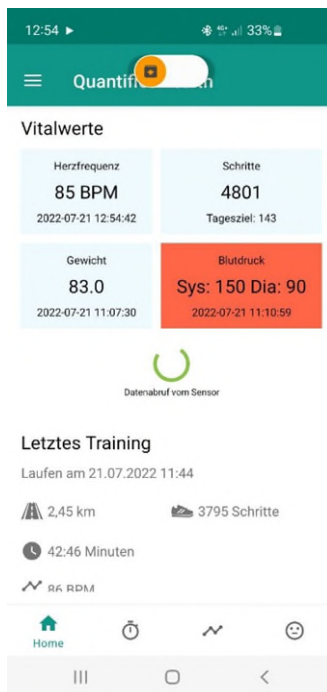 12:54
33%
Quantifi
Vitalwerte
Herzfrequenz
85 BPM
2022-07-21 12:54:42
Schritte
4801
Tagesziel: 143
Gewicht
83.0
2022-07-21 11:07:30
Blutdruck
Sys: 150 Dia: 90
2022-07-21 11:10:59
Datenabruf vom Sensor
Letztes Training
Laufen am 21.07.2022 11:44
2,45 km
3795 Schritte
42:46 Minuten
86 BPM
Home